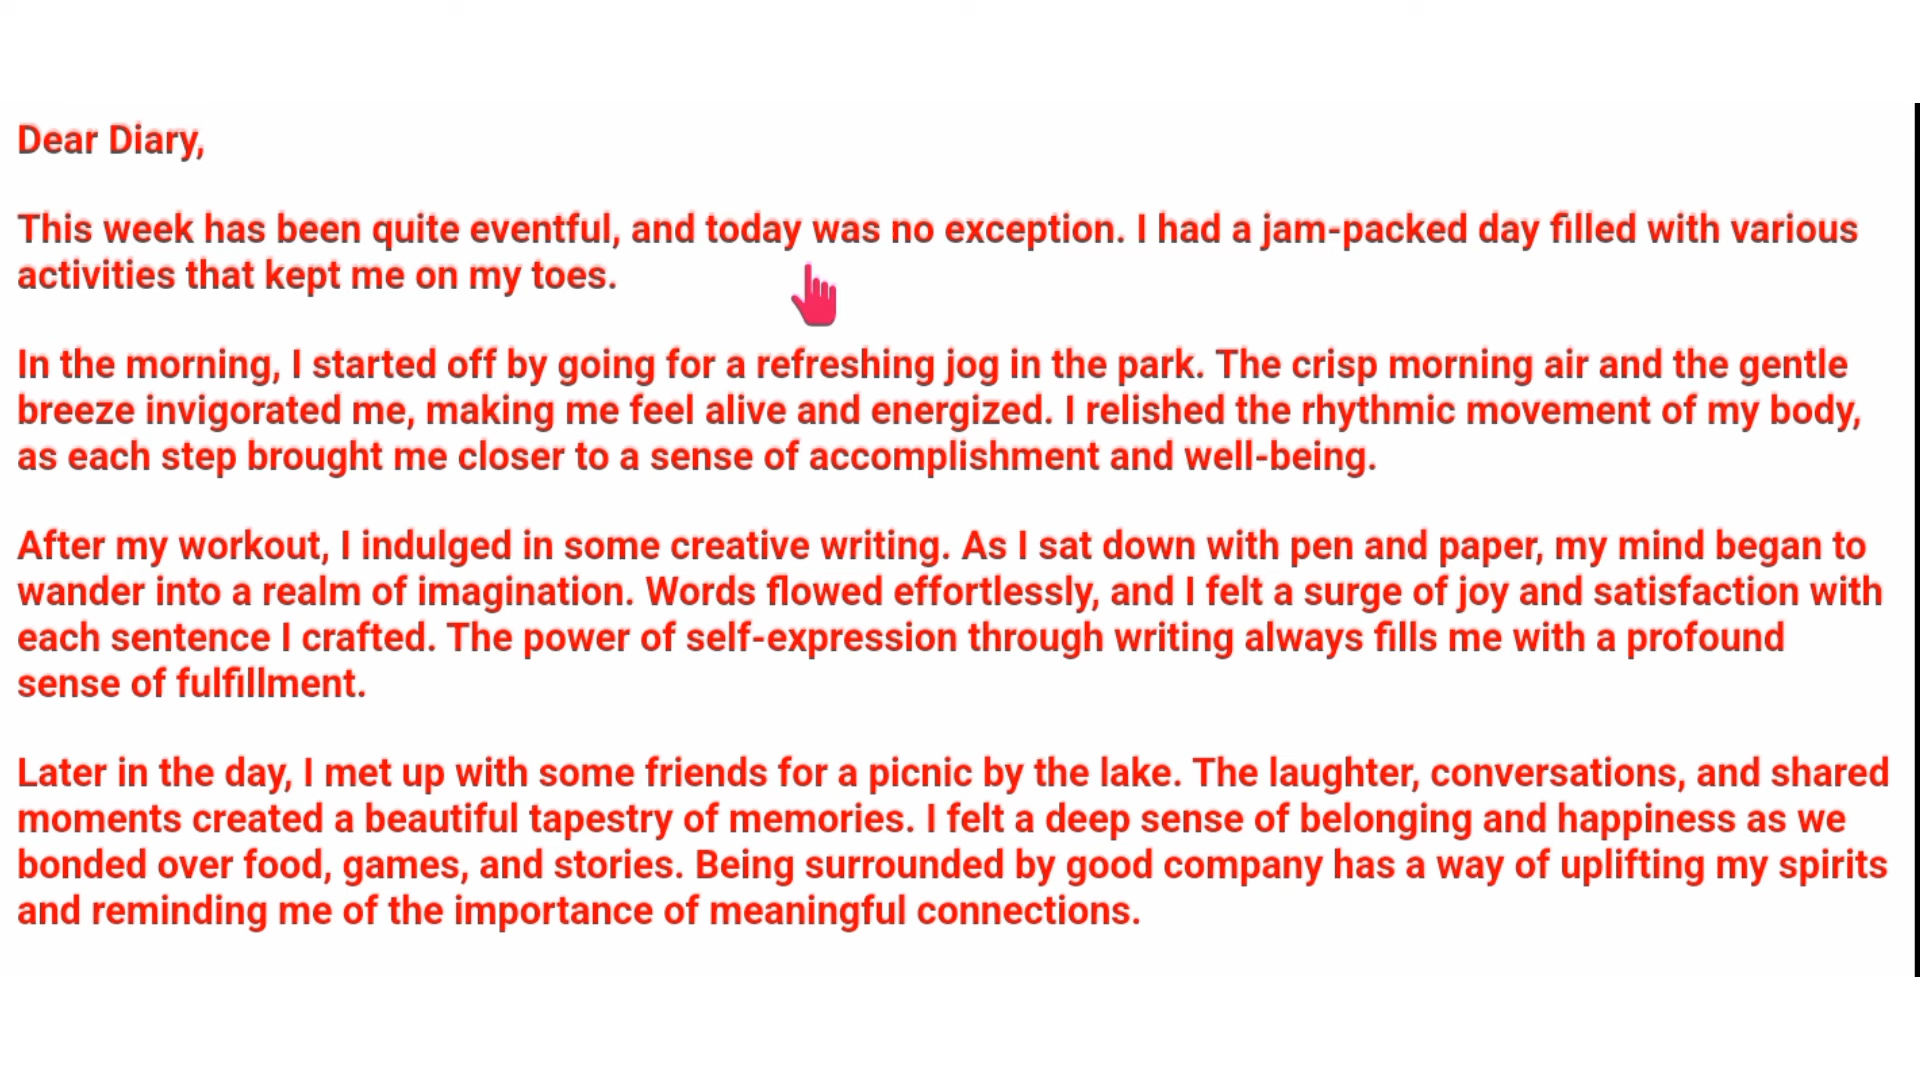 Dear Diary,
This week has been quite eventful, and today was no exception. I had a jam-packed day filled with various
activities that kept me on my toes.
In the morning, I started off by going for a refreshing jog in the park. The crisp morning air and the gentle
breeze invigorated me, making me feel alive and energized. I relished the rhythmic movement of my body,
as each step brought me closer to a sense of accomplishment and well-being.
After my workout, I indulged in some creative writing. As I sat down with pen and paper, my mind began to
wander into a realm of imagination. Words flowed effortlessly, and I felt a surge of joy and satisfaction with
each sentence I crafted. The power of self-expression through writing always fills me with a profound
sense of fulfillment.
Later in the day, I met up with some friends for a picnic by the lake. The laughter, conversations, and shared
moments created a beautiful tapestry of memories. I felt a deep sense of belonging and happiness as we
bonded over food, games, and stories. Being surrounded by good company has a way of uplifting my spirits
and reminding me of the importance of meaningful connections.